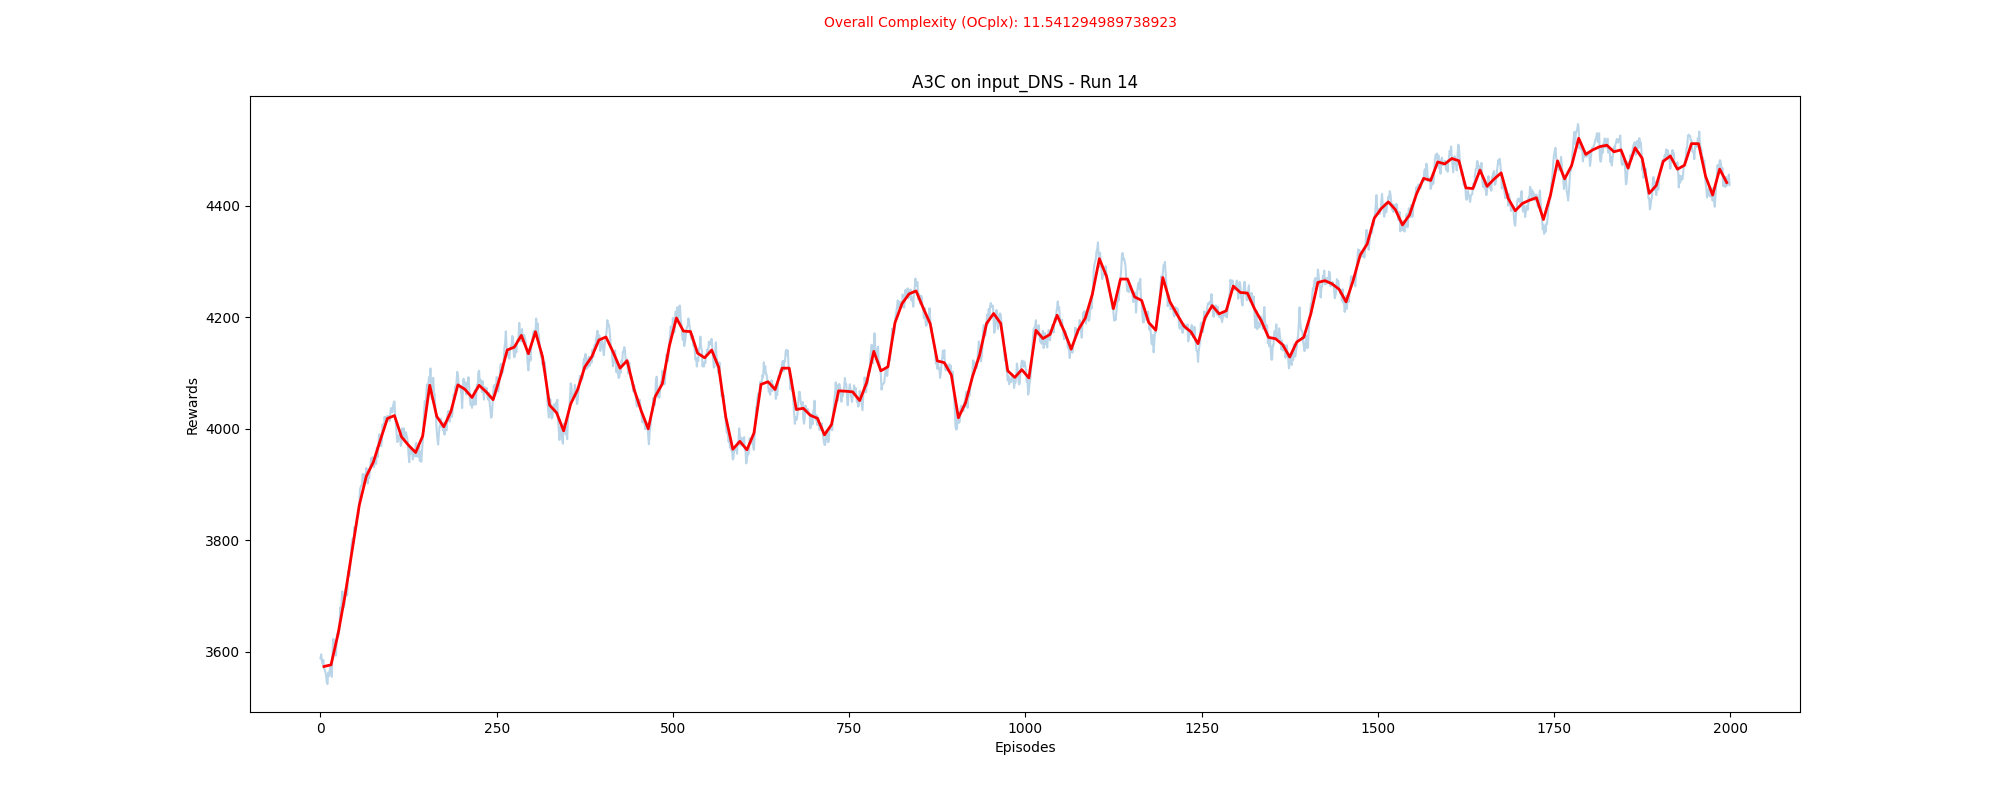 Overall Complexity (OCplx): 11.541294989738923
A3C on input_DNS - Run 14
Rewards
4400
4200
4000
3800
3600
0 250 500 750 1000 1250 1500 1750 2000
Episodes